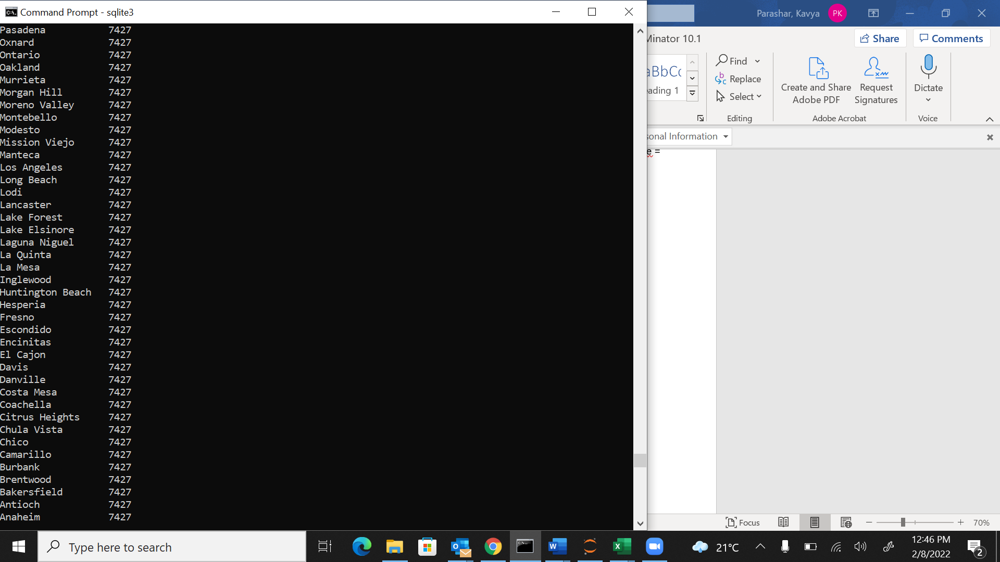 Command Prompt - sqlite3
Pasadena 7427
Oxnard 7427
Ontario 7427
Oakland 7427
Murrieta 7427
Morgan Hill 7427
Moreno Valley 7427
Montebello 7427
Modesto 7427
Mission Viejo 7427
Manteca 7427
Los Angeles 7427
Long Beach 7427
Lodi 7427
Lancaster 7427
Lake Forest 7427
Lake Elsinore 7427
Laguna Niguel 7427
La Quinta 7427
La Mesa 7427
Inglewood 7427
Huntington Beach 7427
Hesperia 7427
Fresno 7427
Escondido 7427
Encinitas 7427
El Cajon 7427
Davis 7427
Danville 7427
Costa Mesa 7427
Coachella 7427
Citrus Heights 7427
Chula Vista 7427
Chico 7427
Camarillo 7427
Burbank 7427
Brentwood 7427
Bakersfield 7427
Antioch 7427
Anaheim 7427
Parashar, Kavya PK
Minator 10.1
Share Comments
aBbCc
eading 1
Find
Replace
Select
Editing
Create and Share
Adobe PDF
Request
Signatures
Adobe Acrobat
Dictate
Voice
sonal Information
e =
Focus
70%
Type here to search
21°C
12:46 PM
2/8/2022
2